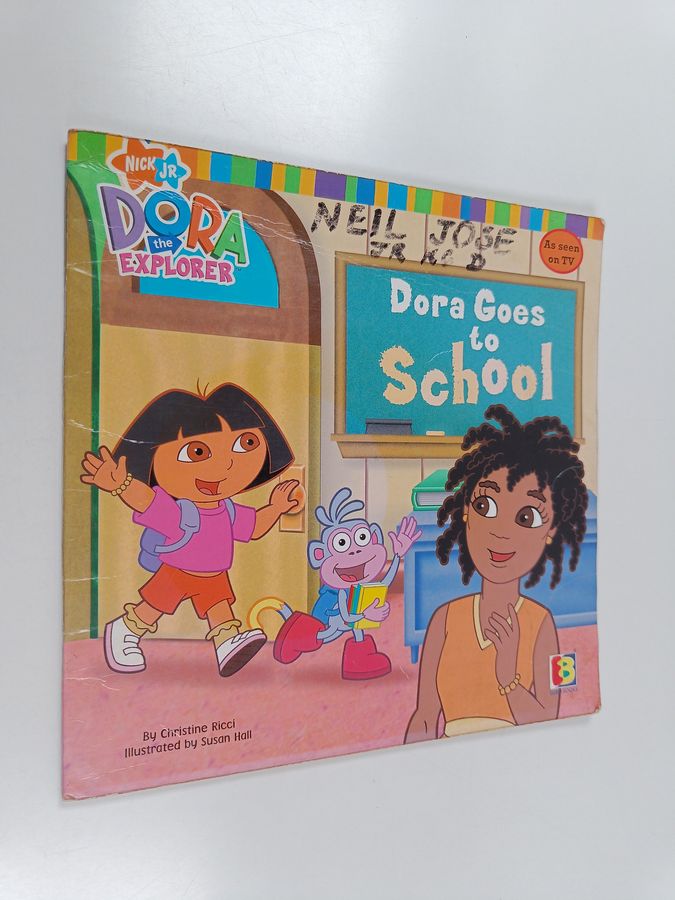 NICK JR
DORA
the
EXPLORER
NEIL JOSE
As seen
on TV
Dora Goes
to
School
By Christine Ricci
Illustrated by Susan Hall